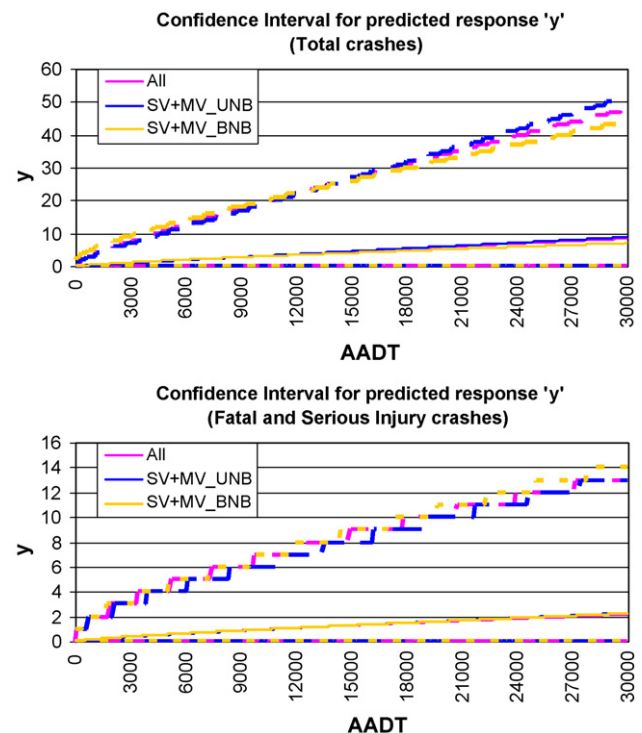 Confidence Interval for predicted response 'y'
(Total crashes)
60
50
40
30
20
10
0
y
All
SV+MV_UNB
SV+MV_BNB
0
3000
6000
9000
12000
15000
18000
21000
24000
27000
30000
AADT
Confidence Interval for predicted response 'y'
(Fatal and Serious Injury crashes)
16
14
12
10
8
6
4
2
0
y
All
SV+MV_UNB
SV+MV_BNB
0
3000
6000
9000
12000
15000
18000
21000
24000
27000
30000
AADT